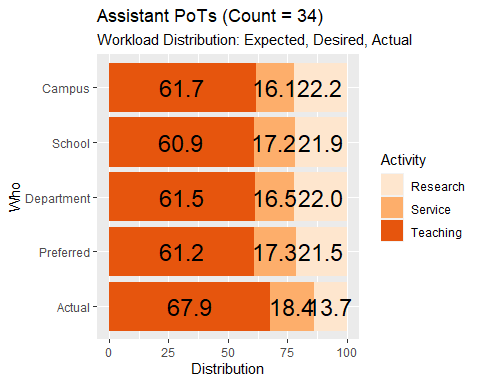 Assistant PoTs (Count = 34)
Workload Distribution: Expected, Desired, Actual
Who
Campus 61.7 16.1 22.2
School 60.9 17.2 21.9
Department 61.5 16.5 22.0
Preferred 61.2 17.3 21.5
Actual 67.9 18.4 13.7
0 25 50 75 100
Distribution
Activity
Research
Service
Teaching